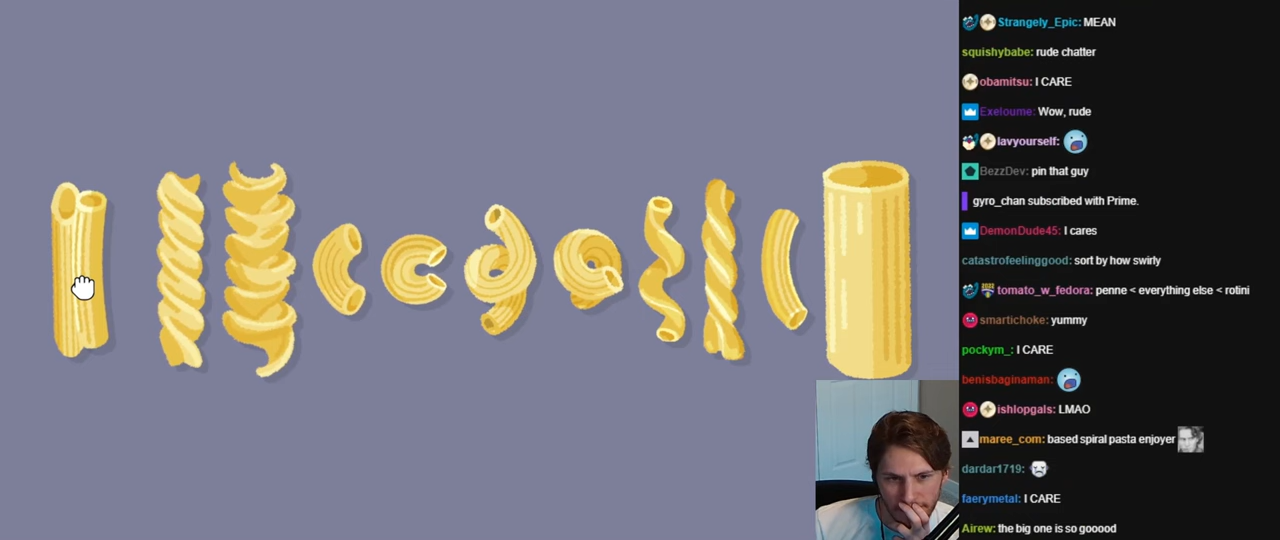 Strangely_Epic: MEAN
squishybabe: rude chatter
obamitsu: I CARE
Exeloume: Wow, rude
lavyourself:
BezzDev: pin that guy
gyro_chan subscribed with Prime.
DemonDude45: I cares
catastrofeelinggood: sort by how swirly
tomato_w_fedora: penne < everything else < rotini
smartichoke: yummy
pockym_: I CARE
benisbaginaman:
ishlopgals: LMAO
maree_com: based spiral pasta enjoyer
dardar1719:
faerymetal: I CARE
Airew: the big one is so gooood